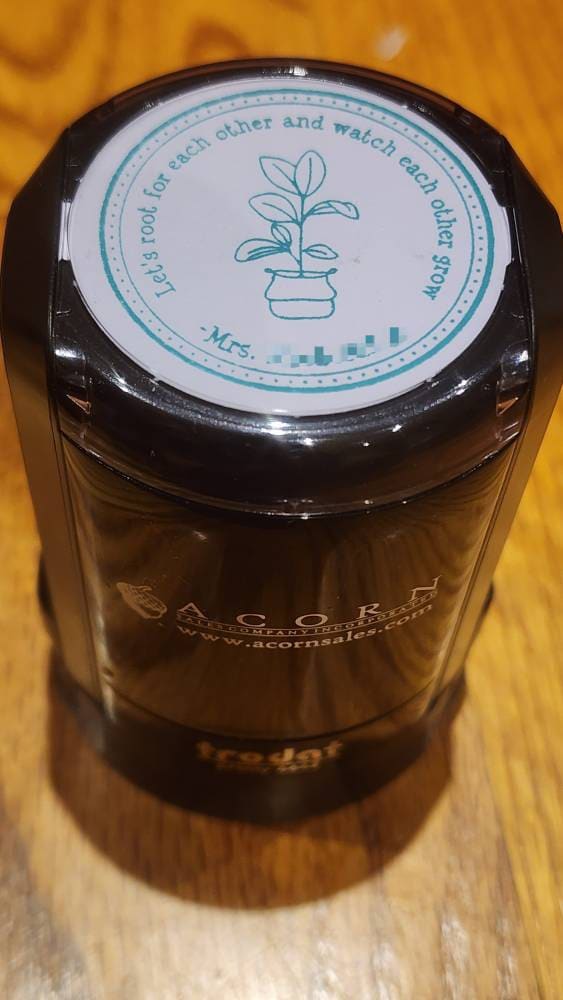 Let's root for each other and watch each other grow
-Mrs.
ACORN
SALES COMPANY INCORPORATED
www.acornsales.com
trodat